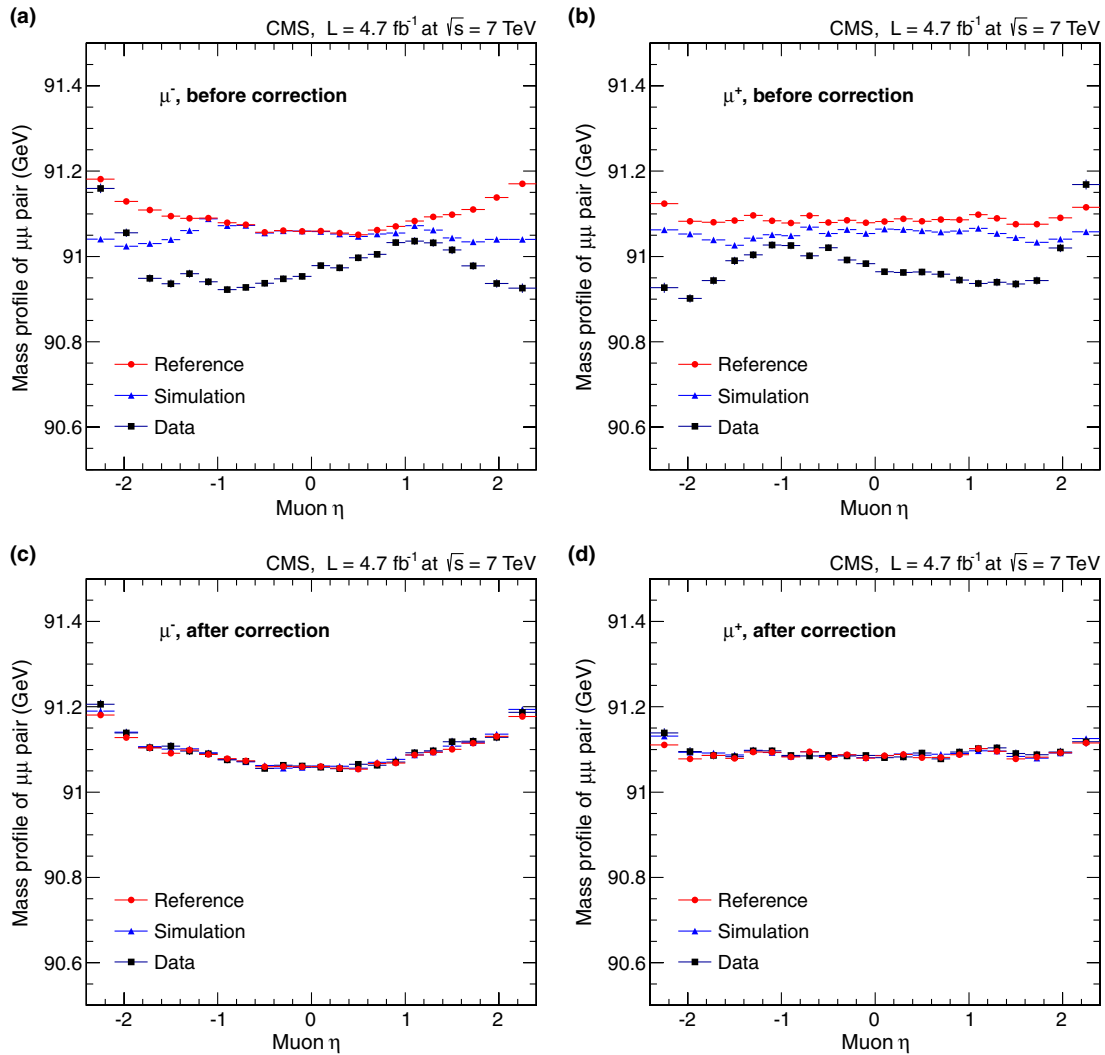 (a)
CMS, L = 4.7 fb⁻¹ at √s = 7 TeV
91.4
91.2
91
90.8
90.6
Mass profile of μμ pair (GeV)
μ⁻, before correction
Reference
Simulation
Data
-2 -1 0 1 2
Muon η
(b)
CMS, L = 4.7 fb⁻¹ at √s = 7 TeV
91.4
91.2
91
90.8
90.6
Mass profile of μμ pair (GeV)
μ⁺, before correction
Reference
Simulation
Data
-2 -1 0 1 2
Muon η
(c)
CMS, L = 4.7 fb⁻¹ at √s = 7 TeV
91.4
91.2
91
90.8
90.6
Mass profile of μμ pair (GeV)
μ⁻, after correction
Reference
Simulation
Data
-2 -1 0 1 2
Muon η
(d)
CMS, L = 4.7 fb⁻¹ at √s = 7 TeV
91.4
91.2
91
90.8
90.6
Mass profile of μμ pair (GeV)
μ⁺, after correction
Reference
Simulation
Data
-2 -1 0 1 2
Muon η